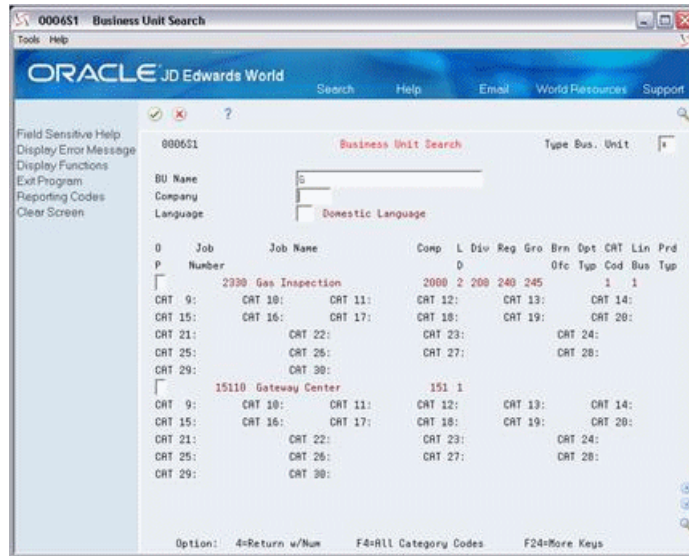 0006S1 Business Unit Search
Tools Help
ORACLE JD Edwards World
Search Help Email World Resources Support
?
Field Sensitive Help
Display Error Message
Display Functions
Exit Program
Reporting Codes
Clear Screen
0006S1 Business Unit Search Type Bus. Unit *
BU Name G
Company
Language Domestic Language
O Job Job Name Comp L Div Reg Gro Brn Dpt CAT Lin Prd
P Number D Ofc Typ Cod Bus Typ
2330 Gas Inspection 2000 2 200 240 245 1 1
CAT 9: CAT 10: CAT 11: CAT 12: CAT 13: CAT 14:
CAT 15: CAT 16: CAT 17: CAT 18: CAT 19: CAT 20:
CAT 21: CAT 22: CAT 23: CAT 24:
CAT 25: CAT 26: CAT 27: CAT 28:
CAT 29: CAT 30:
15110 Gateway Center 151 1
CAT 9: CAT 10: CAT 11: CAT 12: CAT 13: CAT 14:
CAT 15: CAT 16: CAT 17: CAT 18: CAT 19: CAT 20:
CAT 21: CAT 22: CAT 23: CAT 24:
CAT 25: CAT 26: CAT 27: CAT 28:
CAT 29: CAT 30:
Option: 4=Return w/Num F4=All Category Codes F24=More Keys